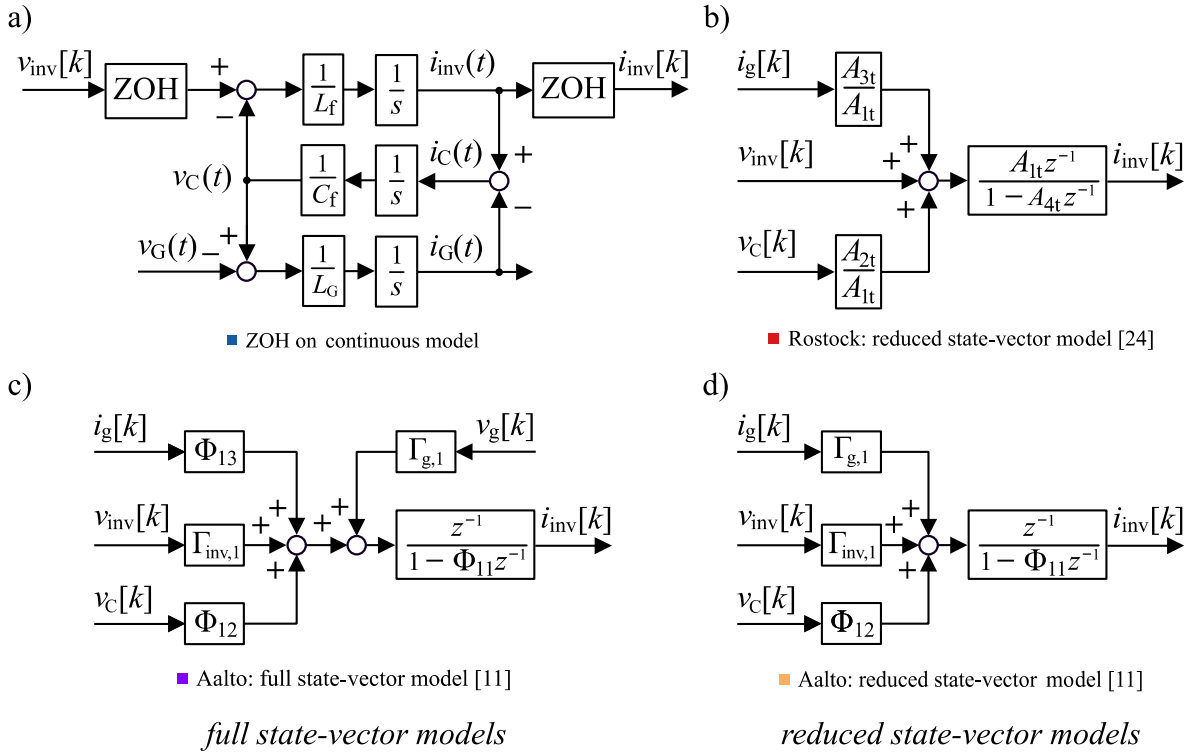 a)
v_inv[k]
ZOH
+
−
1/L_f
1/s
i_inv(t)
ZOH
i_inv[k]
v_C(t)
1/C_f
1/s
i_C(t)
+
−
v_G(t)
−
+
1/L_G
1/s
i_G(t)
ZOH on continuous model
b)
i_g[k]
A_3t/A_1t
v_inv[k]
+
+
+
A_1t z^−1
1 − A_4t z^−1
i_inv[k]
v_C[k]
A_2t/A_1t
Rostock: reduced state-vector model [24]
c)
i_g[k]
Φ_13
Γ_g,1
v_g[k]
v_inv[k]
Γ_inv,1
+
+
+
+
+
z^−1
1 − Φ_11 z^−1
i_inv[k]
v_C[k]
Φ_12
Aalto: full state-vector model [11]
full state-vector models
d)
i_g[k]
Γ_g,1
v_inv[k]
Γ_inv,1
+
+
+
z^−1
1 − Φ_11 z^−1
i_inv[k]
v_C[k]
Φ_12
Aalto: reduced state-vector model [11]
reduced state-vector models